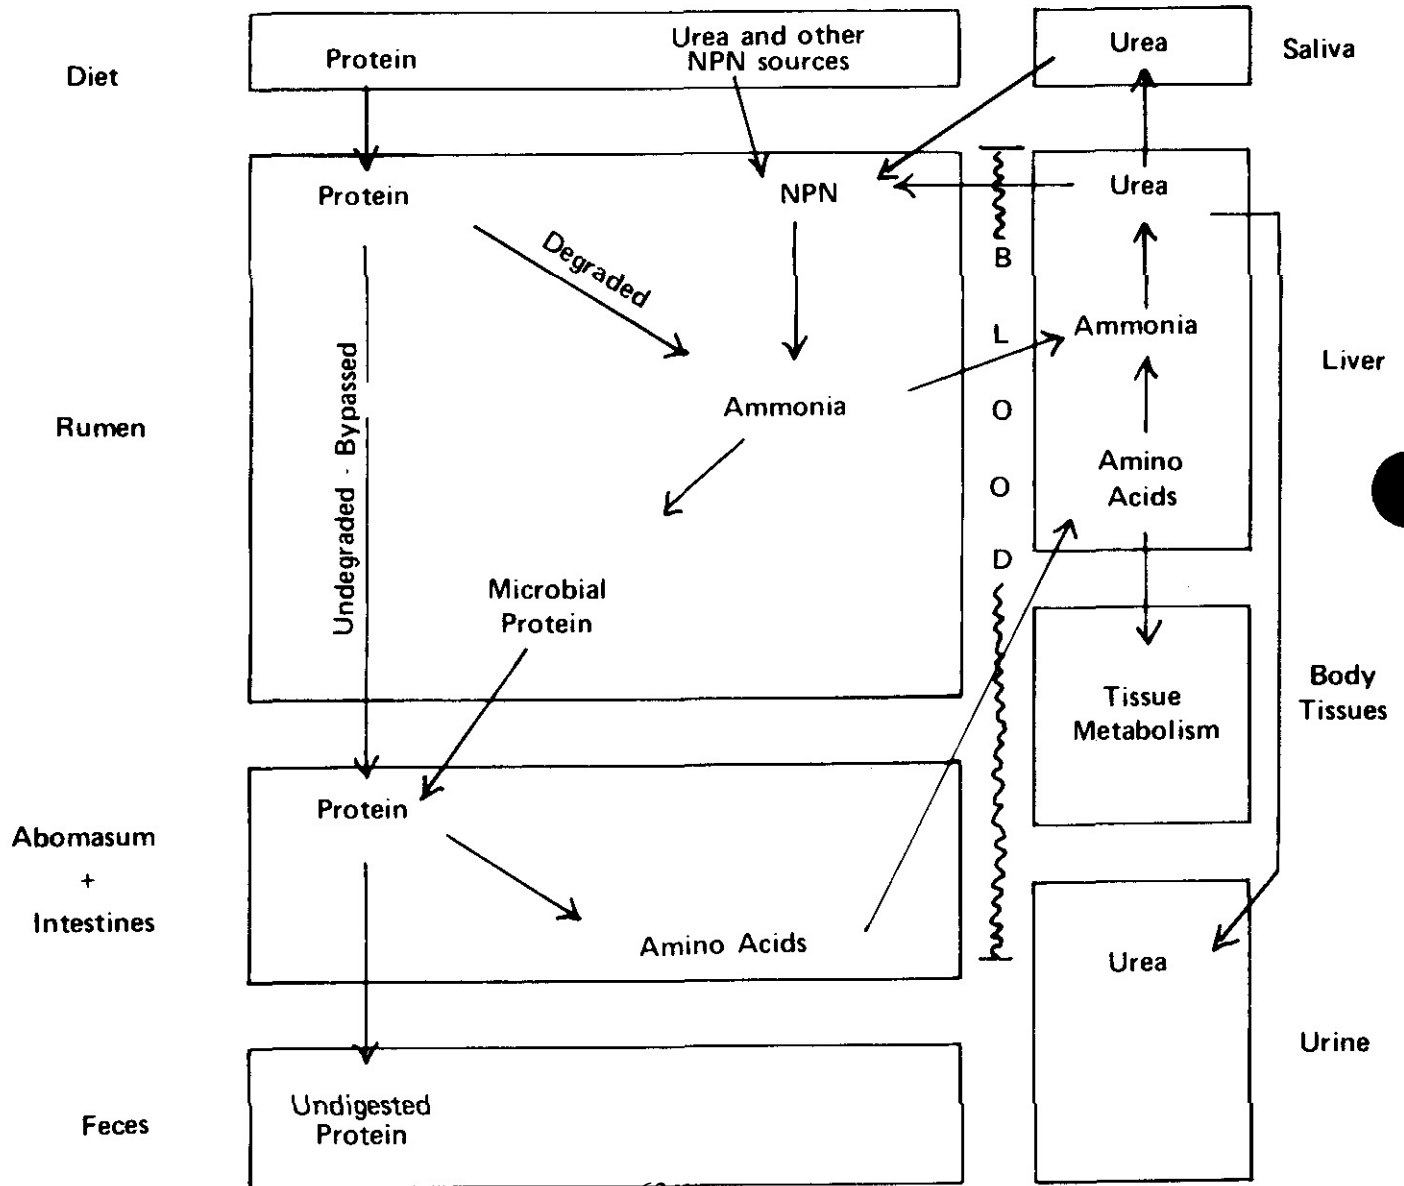 Diet
Protein
Urea and other
NPN sources
Urea
Saliva
Rumen
Protein
Degraded
NPN
Undegraded - Bypassed
Ammonia
Microbial
Protein
BLOOD
Urea
Ammonia
Amino
Acids
Liver
Tissue
Metabolism
Body
Tissues
Abomasum
+
Intestines
Protein
Amino Acids
Urea
Urine
Feces
Undigested
Protein